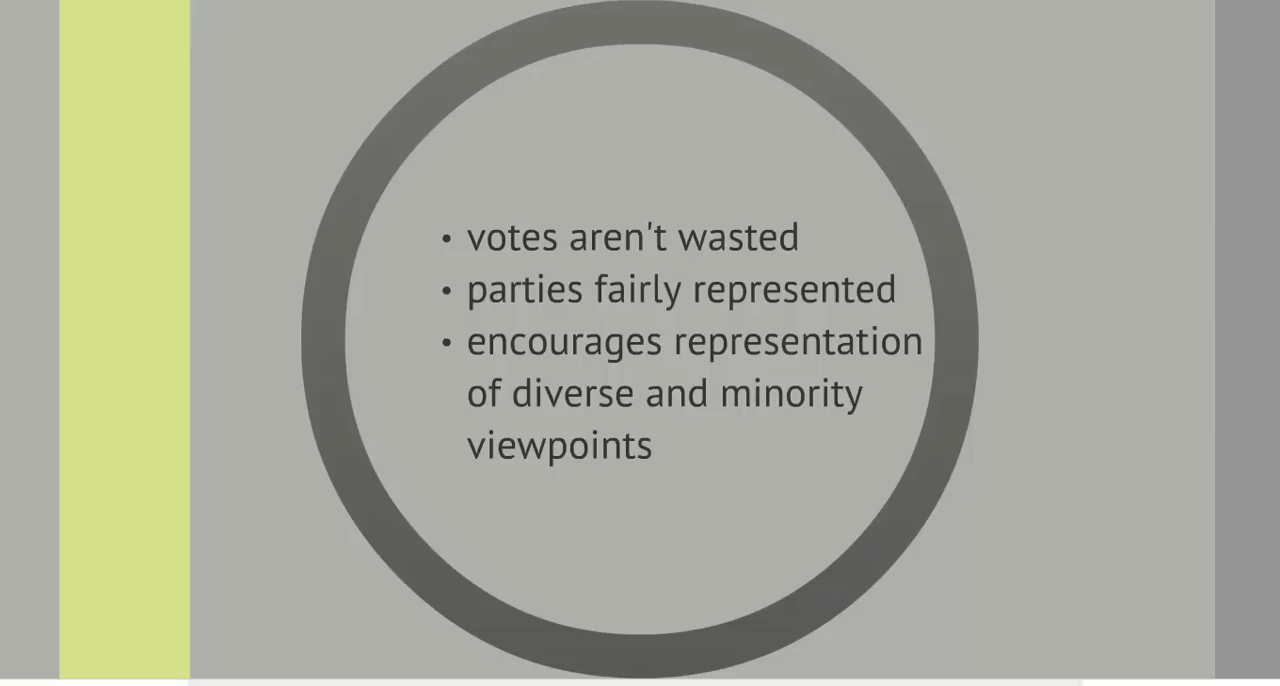 • votes aren't wasted
• parties fairly represented
• encourages representation
of diverse and minority
viewpoints